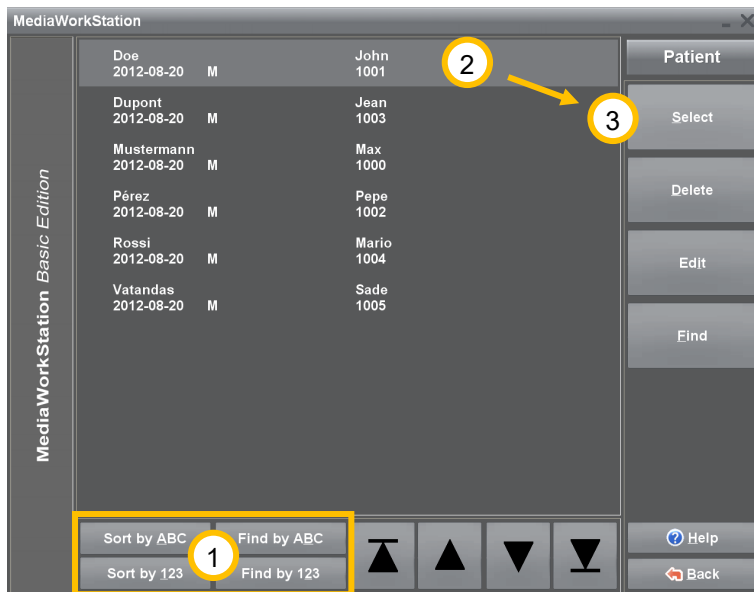 MediaWorkStation
MediaWorkStation Basic Edition
Doe John
2012-08-20 M 1001
Dupont Jean
2012-08-20 M 1003
Mustermann Max
2012-08-20 M 1000
Pérez Pepe
2012-08-20 M 1002
Rossi Mario
2012-08-20 M 1004
Vatandas Sade
2012-08-20 M 1005
2
3
Patient
Select
Delete
Edit
Find
Sort by ABC Find by ABC
1
Sort by 123 Find by 123
Help
Back